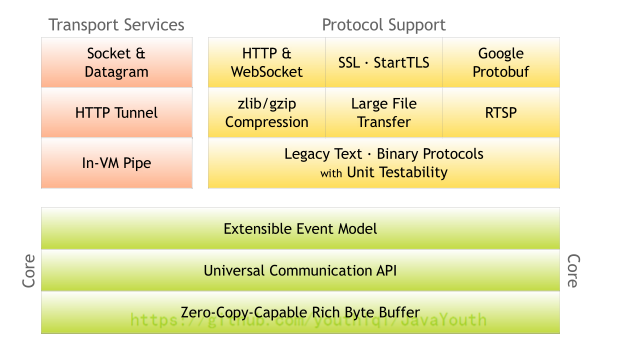 Transport Services
Protocol Support
Socket &
Datagram
HTTP &
WebSocket
SSL · StartTLS
Google
Protobuf
HTTP Tunnel
zlib/gzip
Compression
Large File
Transfer
RTSP
In-VM Pipe
Legacy Text · Binary Protocols
with Unit Testability
Core
Extensible Event Model
Universal Communication API
Zero-Copy-Capable Rich Byte Buffer
Core
https://github.com/youthlql/JavaYouth